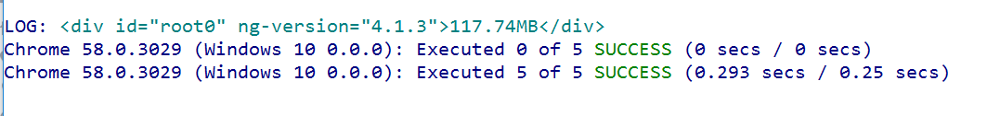 LOG: <div id="root0" ng-version="4.1.3">117.74MB</div>
Chrome 58.0.3029 (Windows 10 0.0.0): Executed 0 of 5 SUCCESS (0 secs / 0 secs)
Chrome 58.0.3029 (Windows 10 0.0.0): Executed 5 of 5 SUCCESS (0.293 secs / 0.25 secs)